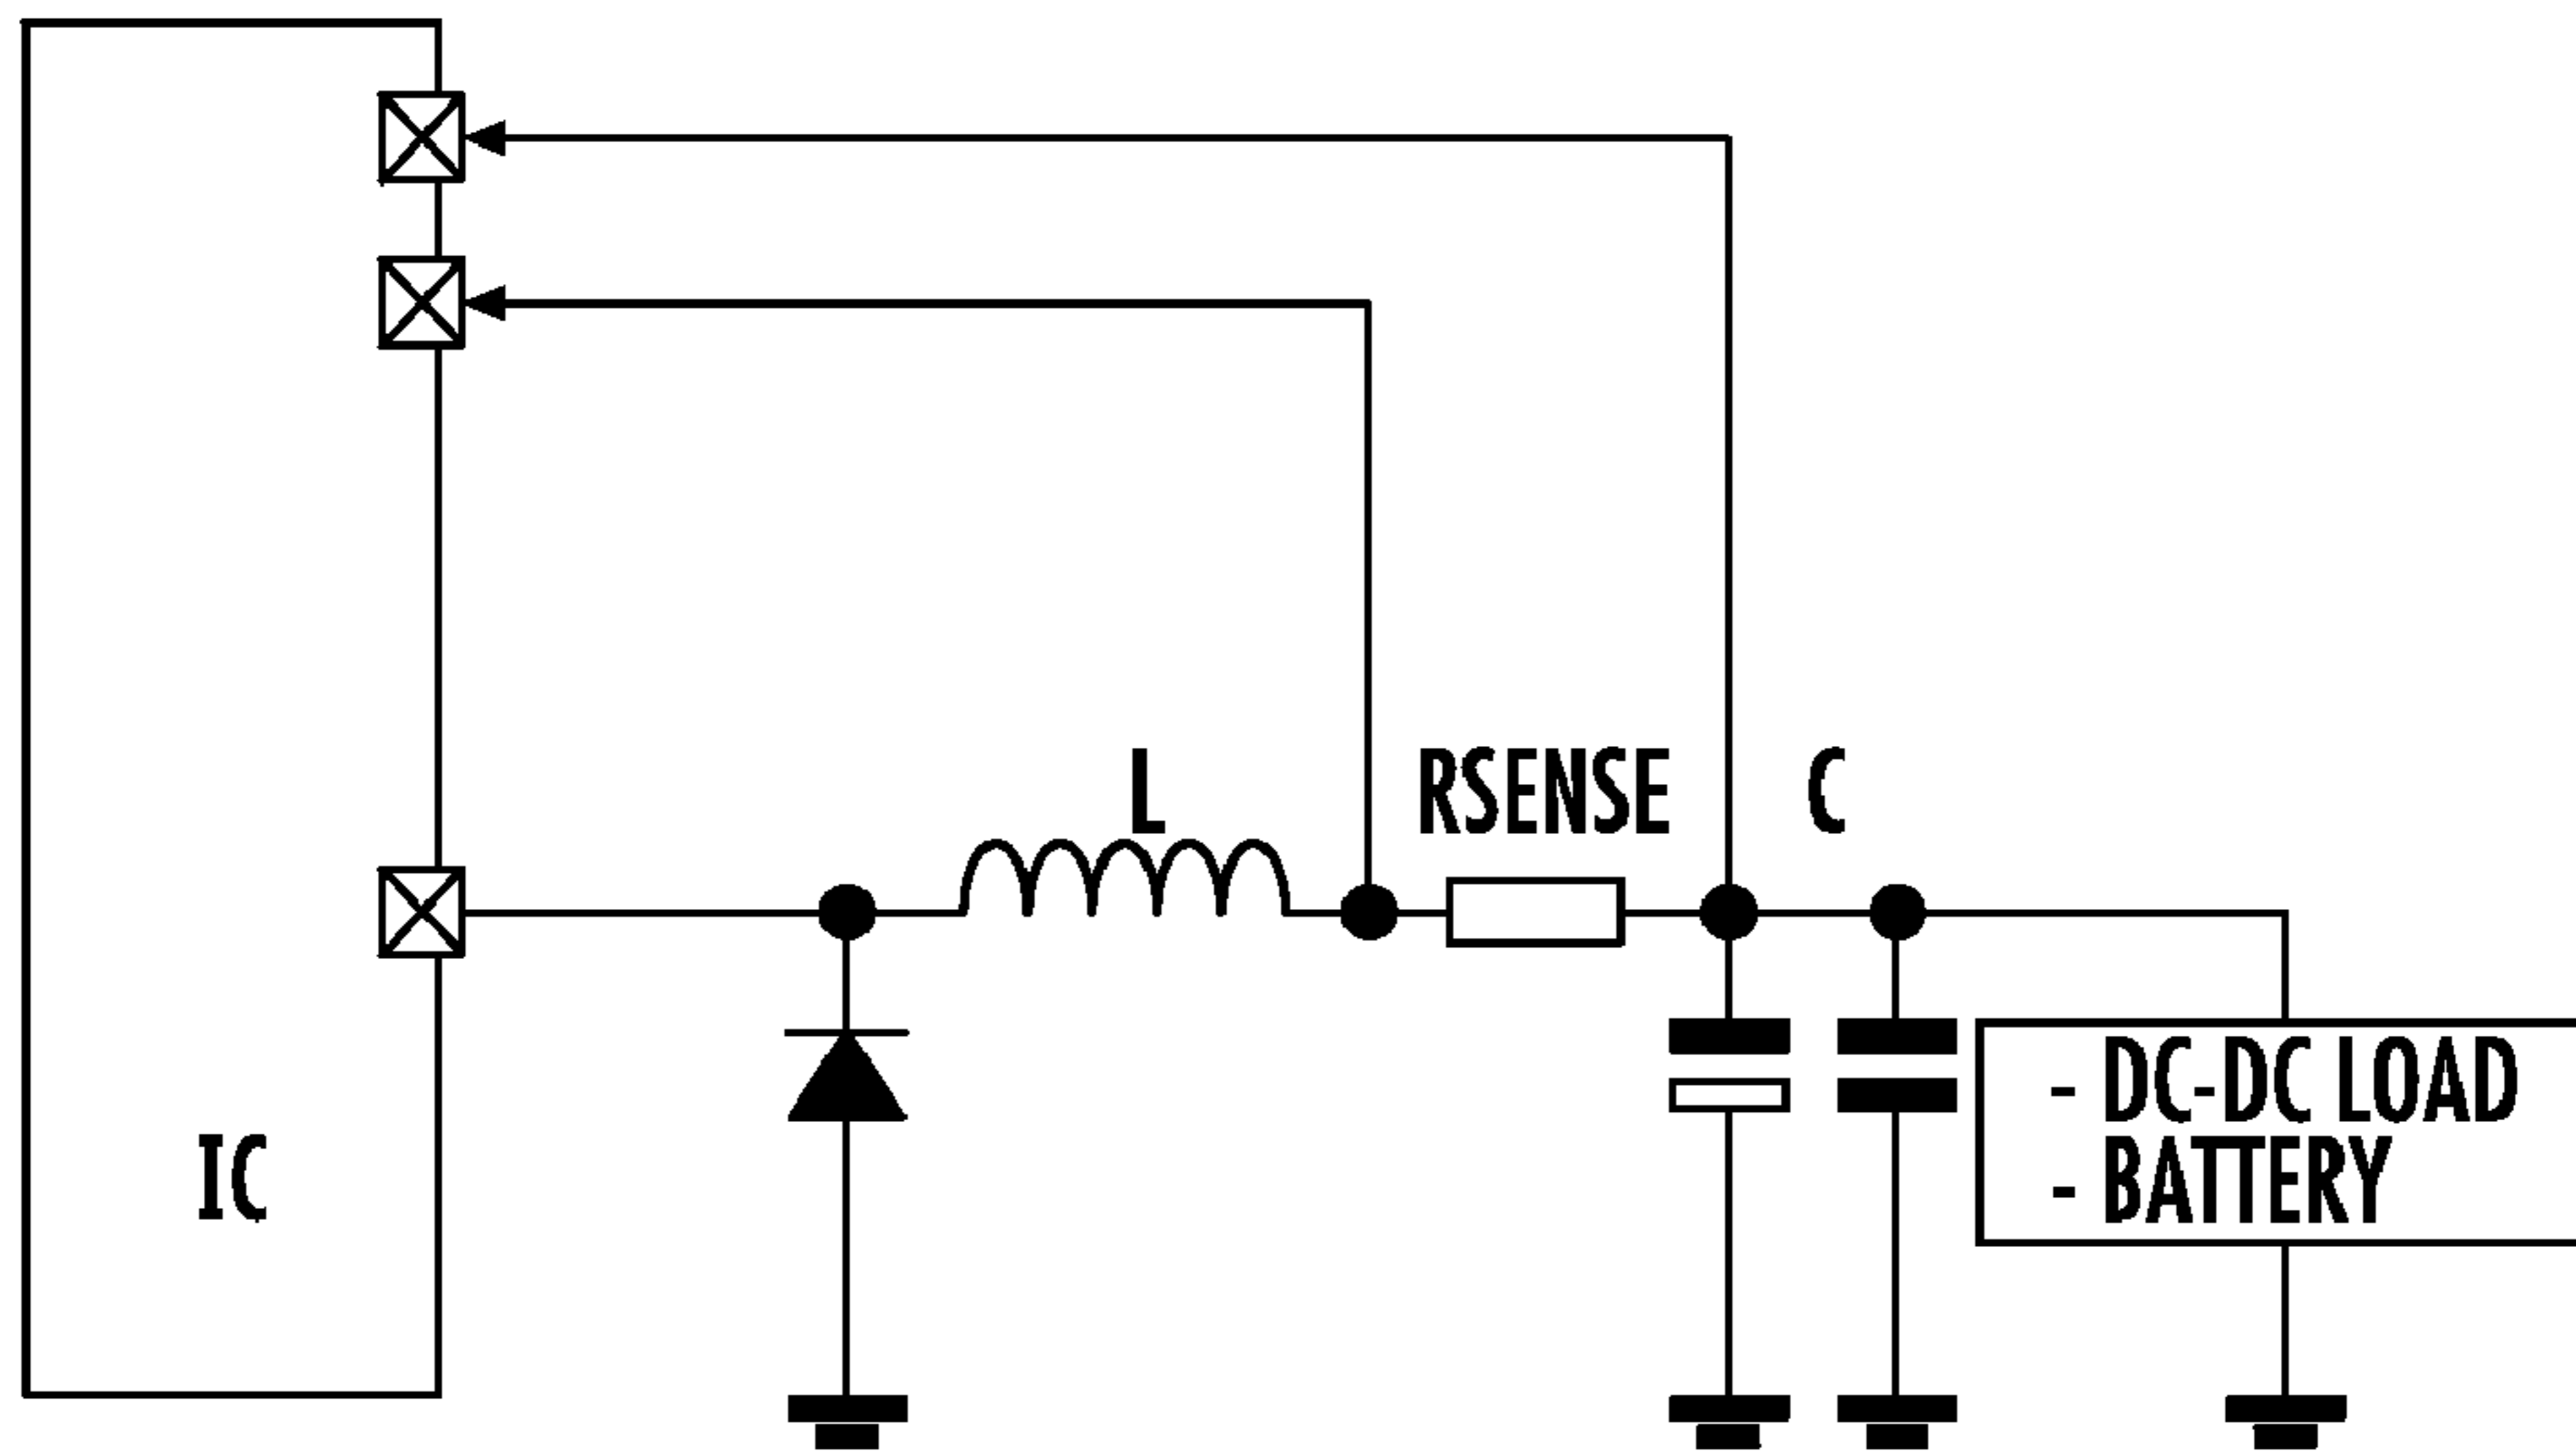 L
RSENSE
C
IC
- DC-DC LOAD
- BATTERY